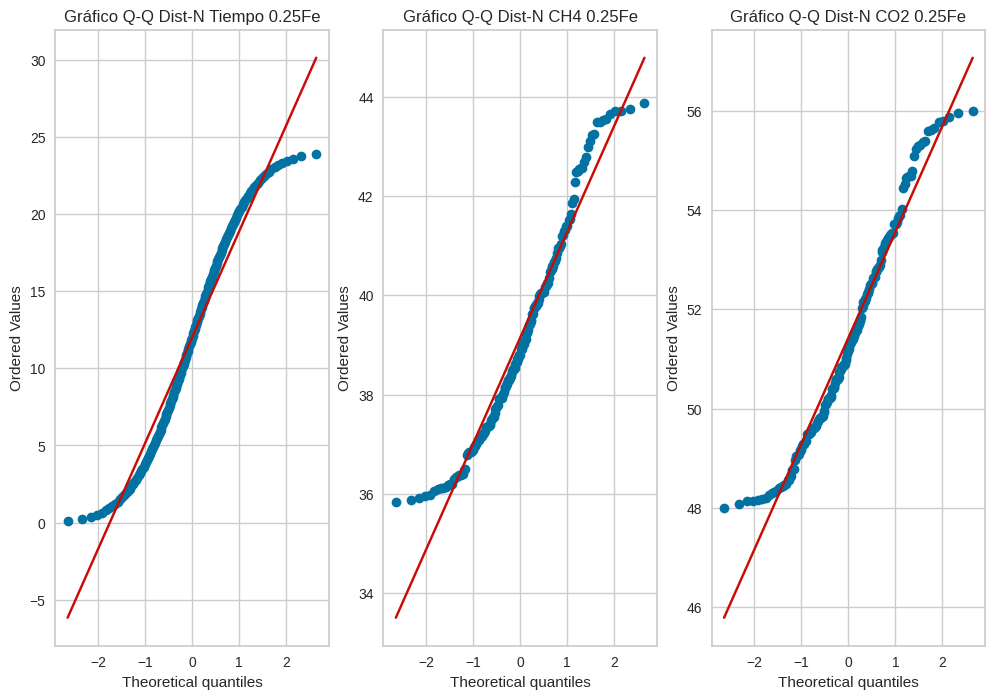 Gráfico Q-Q Dist-N Tiempo 0.25Fe
30
25
20
15
10
5
0
−5
Ordered Values
−2 −1 0 1 2
Theoretical quantiles
Gráfico Q-Q Dist-N CH4 0.25Fe
44
42
40
38
36
34
Ordered Values
−2 −1 0 1 2
Theoretical quantiles
Gráfico Q-Q Dist-N CO2 0.25Fe
56
54
52
50
48
46
Ordered Values
−2 −1 0 1 2
Theoretical quantiles